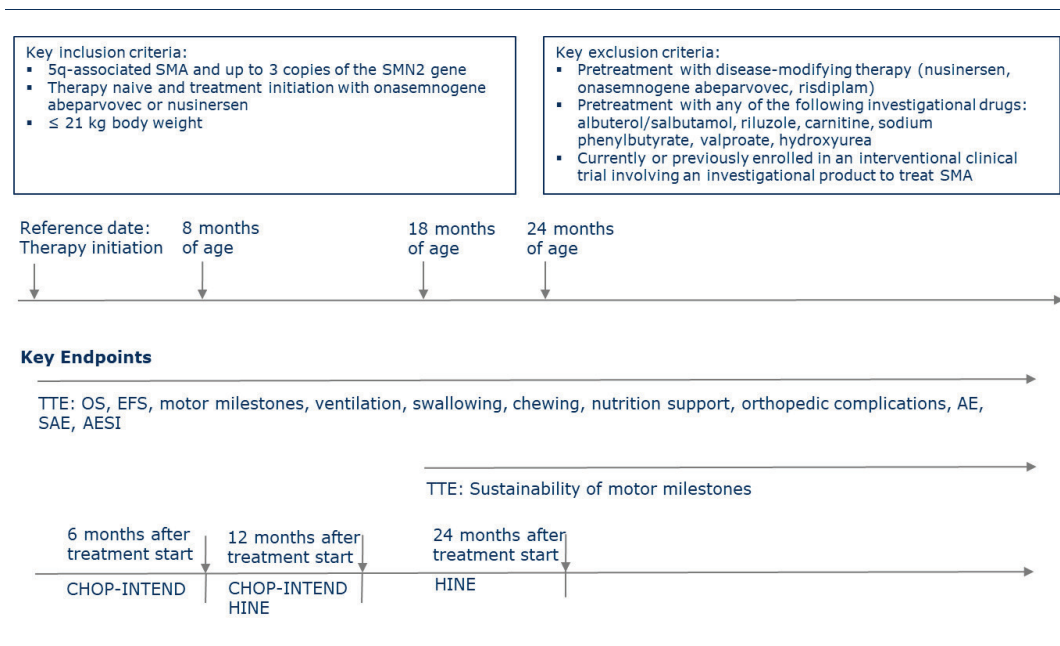 Key inclusion criteria:
▪ 5q-associated SMA and up to 3 copies of the SMN2 gene
▪ Therapy naive and treatment initiation with onasemnogene
abeparvovec or nusinersen
▪ ≤ 21 kg body weight
Key exclusion criteria:
▪ Pretreatment with disease-modifying therapy (nusinersen,
onasemnogene abeparvovec, risdiplam)
▪ Pretreatment with any of the following investigational drugs:
albuterol/salbutamol, riluzole, carnitine, sodium
phenylbutyrate, valproate, hydroxyurea
▪ Currently or previously enrolled in an interventional clinical
trial involving an investigational product to treat SMA
Reference date:
Therapy initiation
8 months
of age
18 months
of age
24 months
of age
Key Endpoints
TTE: OS, EFS, motor milestones, ventilation, swallowing, chewing, nutrition support, orthopedic complications, AE,
SAE, AESI
TTE: Sustainability of motor milestones
6 months after
treatment start
12 months after
treatment start
24 months after
treatment start
CHOP-INTEND
CHOP-INTEND
HINE
HINE